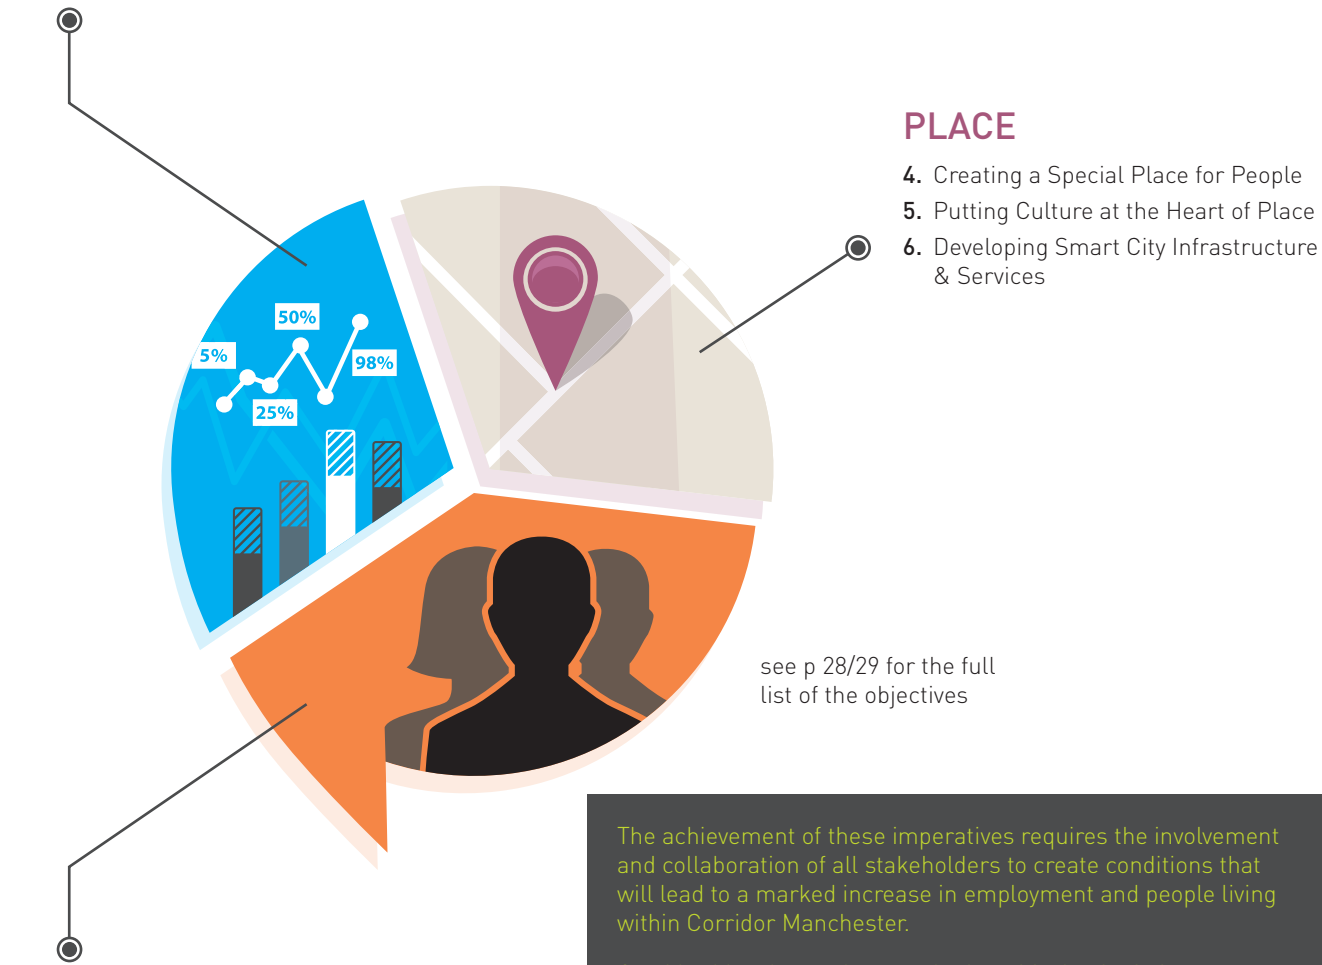 PLACE
4. Creating a Special Place for People
5. Putting Culture at the Heart of Place
6. Developing Smart City Infrastructure
& Services
50%
5%
98%
25%
see p 28/29 for the full
list of the objectives
The achievement of these imperatives requires the involvement
and collaboration of all stakeholders to create conditions that
will lead to a marked increase in employment and people living
within Corridor Manchester.